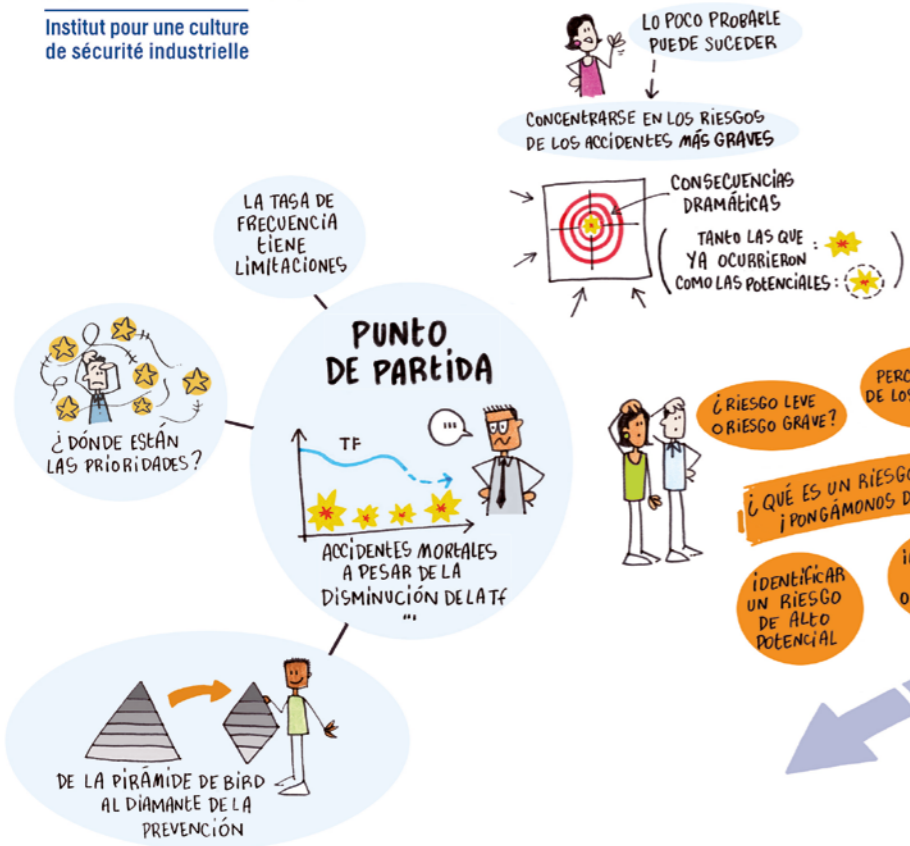 Institut pour une culture
de sécurité industrielle
LO POCO PROBABLE
PUEDE SUCEDER
CONCENTRARSE EN LOS RIESGOS
DE LOS ACCIDENTES MÁS GRAVES
CONSECUENCIAS
DRAMÁTICAS
( TANTO LAS QUE
YA OCURRIERON :
COMO LAS POTENCIALES : )
LA TASA DE
FRECUENCIA
TIENE
LIMITACIONES
PUNTO
DE PARTIDA
TF
...
ACCIDENTES MORTALES
A PESAR DE LA
DISMINUCIÓN DE LA TF
...
¿DÓNDE ESTÁN
LAS PRIORIDADES?
DE LA PIRÁMIDE DE BIRD
AL DIAMANTE DE LA
PREVENCIÓN
¿RIESGO LEVE
O RIESGO GRAVE?
DE LOS
¿QUÉ ES UN RIESGO
¡PONGÁMONOS
IDENTIFICAR
UN RIESGO
DE ALTO
POTENCIAL